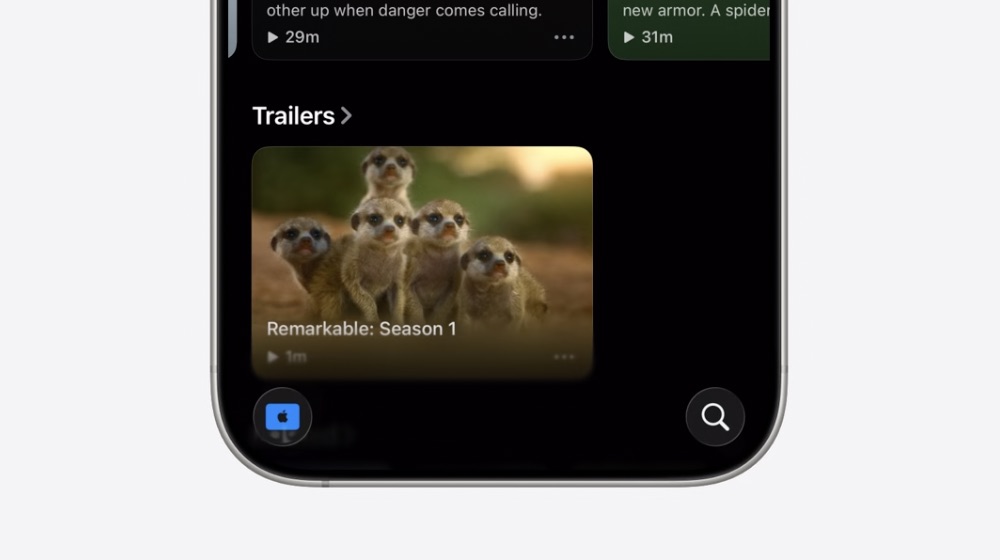 other up when danger comes calling.
29m
new armor. A spider
31m
Trailers
Remarkable: Season 1
1m